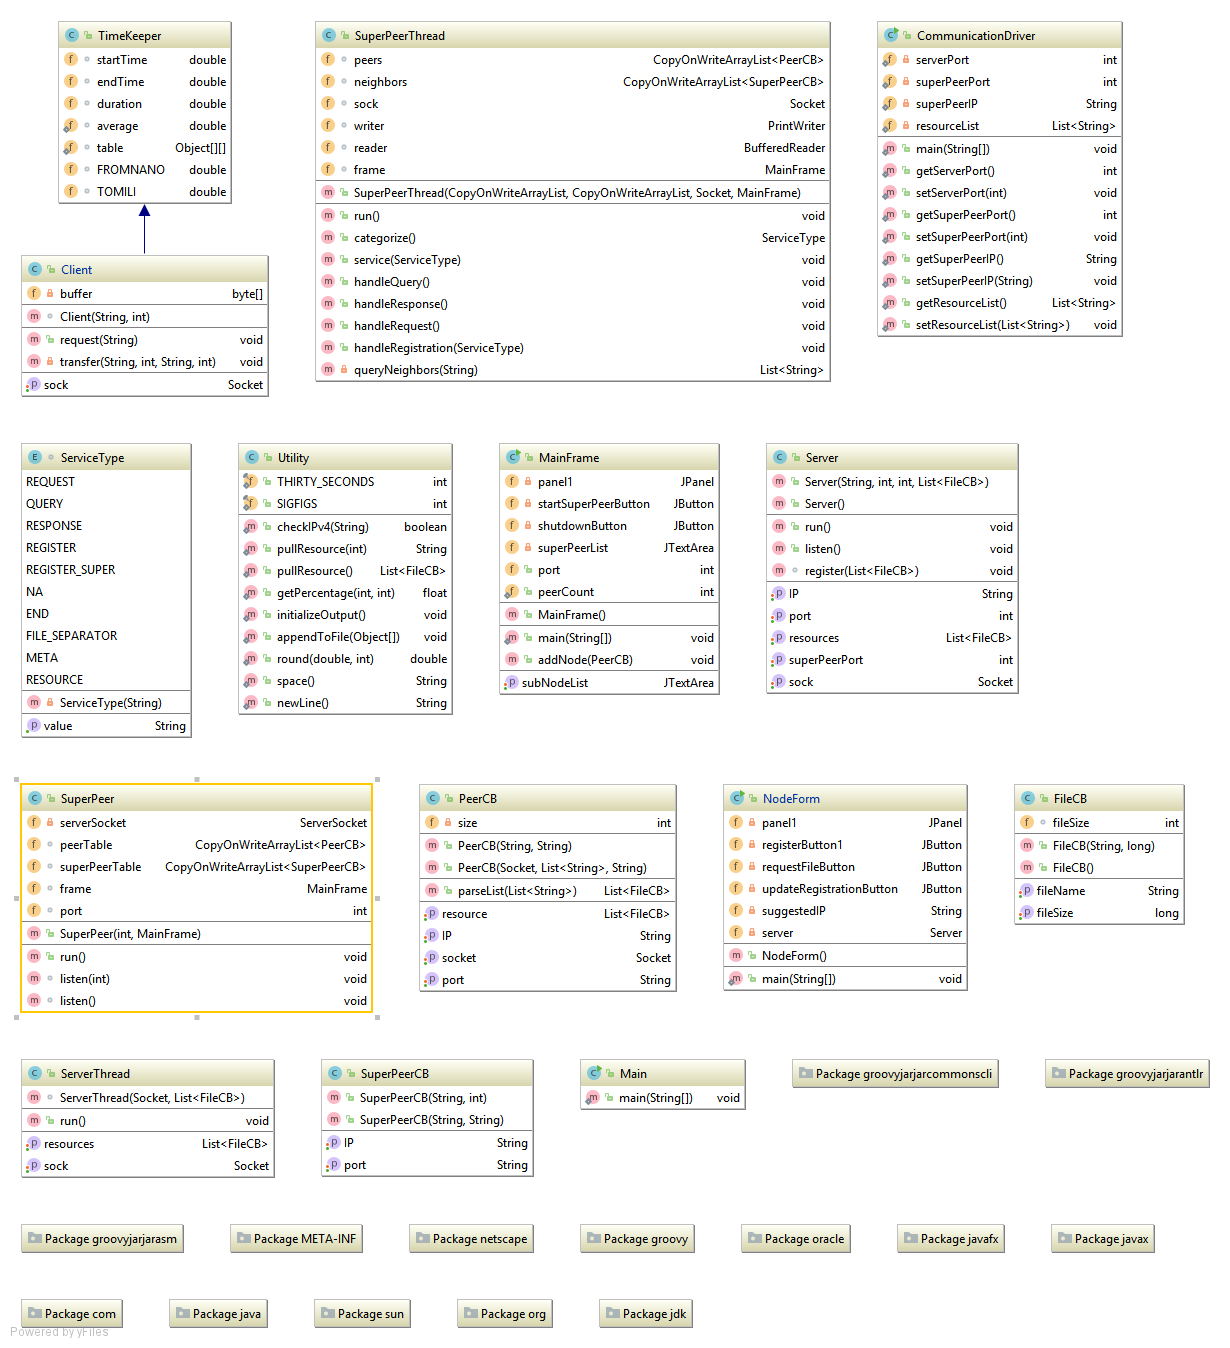 TimeKeeper
startTime double
endTime double
duration double
average double
table Object[][]
FROMNANO double
TOMILI double
SuperPeerThread
peers CopyOnWriteArrayList<PeerCB>
neighbors CopyOnWriteArrayList<SuperPeerCB>
sock Socket
writer PrintWriter
reader BufferedReader
frame MainFrame
SuperPeerThread(CopyOnWriteArrayList, CopyOnWriteArrayList, Socket, MainFrame)
run() void
categorize() ServiceType
service(ServiceType) void
handleQuery() void
handleResponse() void
handleRequest() void
handleRegistration(ServiceType) void
queryNeighbors(String) List<String>
CommunicationDriver
serverPort int
superPeerPort int
superPeerIP String
resourceList List<String>
main(String[]) void
getServerPort() int
setServerPort(int) void
getSuperPeerPort() int
setSuperPeerPort(int) void
getSuperPeerIP() String
setSuperPeerIP(String) void
getResourceList() List<String>
setResourceList(List<String>) void
Client
buffer byte[]
Client(String, int)
request(String) void
transfer(String, int, String, int) void
sock Socket
ServiceType
REQUEST
QUERY
RESPONSE
REGISTER
REGISTER_SUPER
NA
END
FILE_SEPARATOR
META
RESOURCE
ServiceType(String)
value String
Utility
THIRTY_SECONDS int
SIGFIGS int
checkIPv4(String) boolean
pullResource(int) String
pullResource() List<FileCB>
getPercentage(int, int) float
initializeOutput() void
appendToFile(Object[]) void
round(double, int) double
space() String
newLine() String
MainFrame
panel1 JPanel
startSuperPeerButton JButton
shutdownButton JButton
superPeerList JTextArea
port int
peerCount int
MainFrame()
main(String[]) void
addNode(PeerCB) void
subNodeList JTextArea
Server
Server(String, int, int, List<FileCB>)
Server()
run() void
listen() void
register(List<FileCB>) void
IP String
port int
resources List<FileCB>
superPeerPort int
sock Socket
SuperPeer
serverSocket ServerSocket
peerTable CopyOnWriteArrayList<PeerCB>
superPeerTable CopyOnWriteArrayList<SuperPeerCB>
frame MainFrame
port int
SuperPeer(int, MainFrame)
run() void
listen(int) void
listen() void
PeerCB
size int
PeerCB(String, String)
PeerCB(Socket, List<String>, String)
parseList(List<String>) List<FileCB>
resource List<FileCB>
IP String
socket Socket
port String
NodeForm
panel1 JPanel
registerButton1 JButton
requestFileButton JButton
updateRegistrationButton JButton
suggestedIP String
server Server
NodeForm()
main(String[]) void
FileCB
fileSize int
FileCB(String, long)
FileCB()
fileName String
fileSize long
ServerThread
ServerThread(Socket, List<FileCB>)
run() void
resources List<FileCB>
sock Socket
SuperPeerCB
SuperPeerCB(String, int)
SuperPeerCB(String, String)
IP String
port String
Main
main(String[]) void
Package groovyjarjarcommonscli
Package groovyjarjarantlr
Package groovyjarjarasm
Package META-INF
Package netscape
Package groovy
Package oracle
Package javafx
Package javax
Package com
Package java
Package sun
Package org
Package jdk
Powered by yFiles